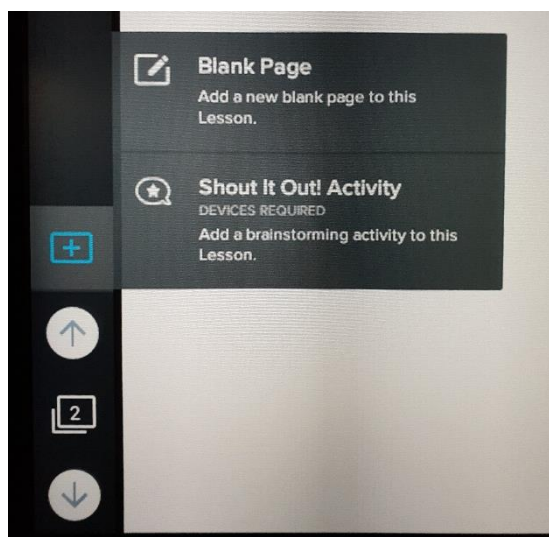 Blank Page
Add a new blank page to this
Lesson.
Shout It Out! Activity
DEVICES REQUIRED
Add a brainstorming activity to this
Lesson.
2